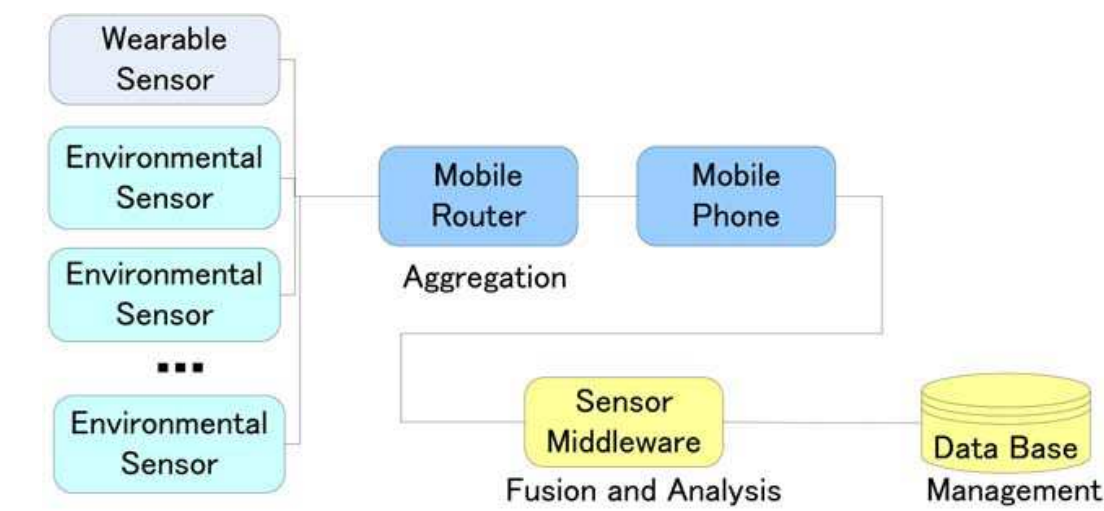 Wearable
Sensor
Environmental
Sensor
Environmental
Sensor
...
Environmental
Sensor
Mobile
Router
Aggregation
Mobile
Phone
Sensor
Middleware
Fusion and Analysis
Data Base
Management